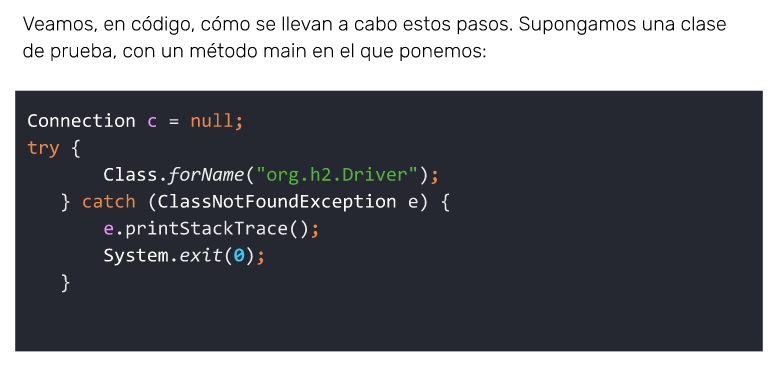 Veamos, en código, cómo se llevan a cabo estos pasos. Supongamos una clase
de prueba, con un método main en el que ponemos:
Connection c = null;
try {
Class.forName("org.h2.Driver");
} catch (ClassNotFoundException e) {
e.printStackTrace();
System.exit(0);
}